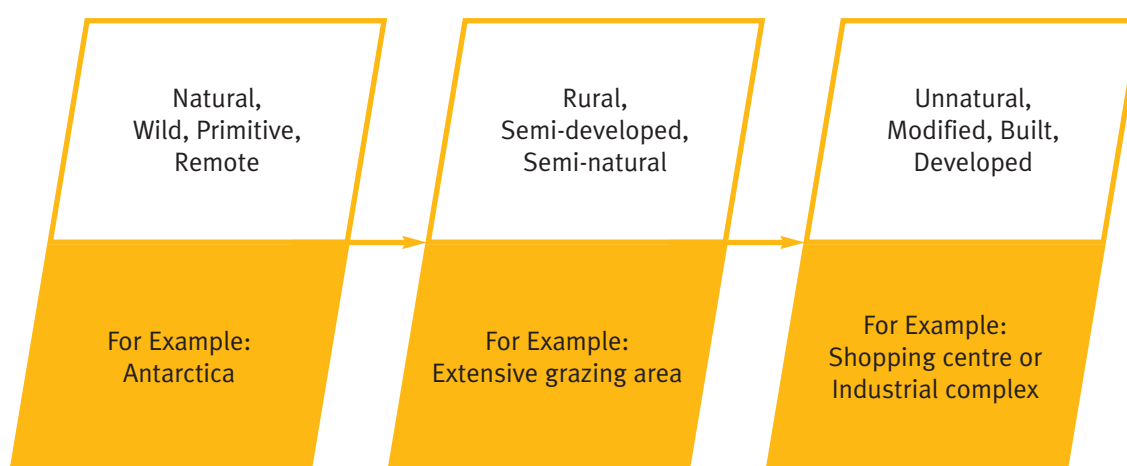 Natural,
Wild, Primitive,
Remote
For Example:
Antarctica
Rural,
Semi-developed,
Semi-natural
For Example:
Extensive grazing area
Unnatural,
Modified, Built,
Developed
For Example:
Shopping centre or
Industrial complex